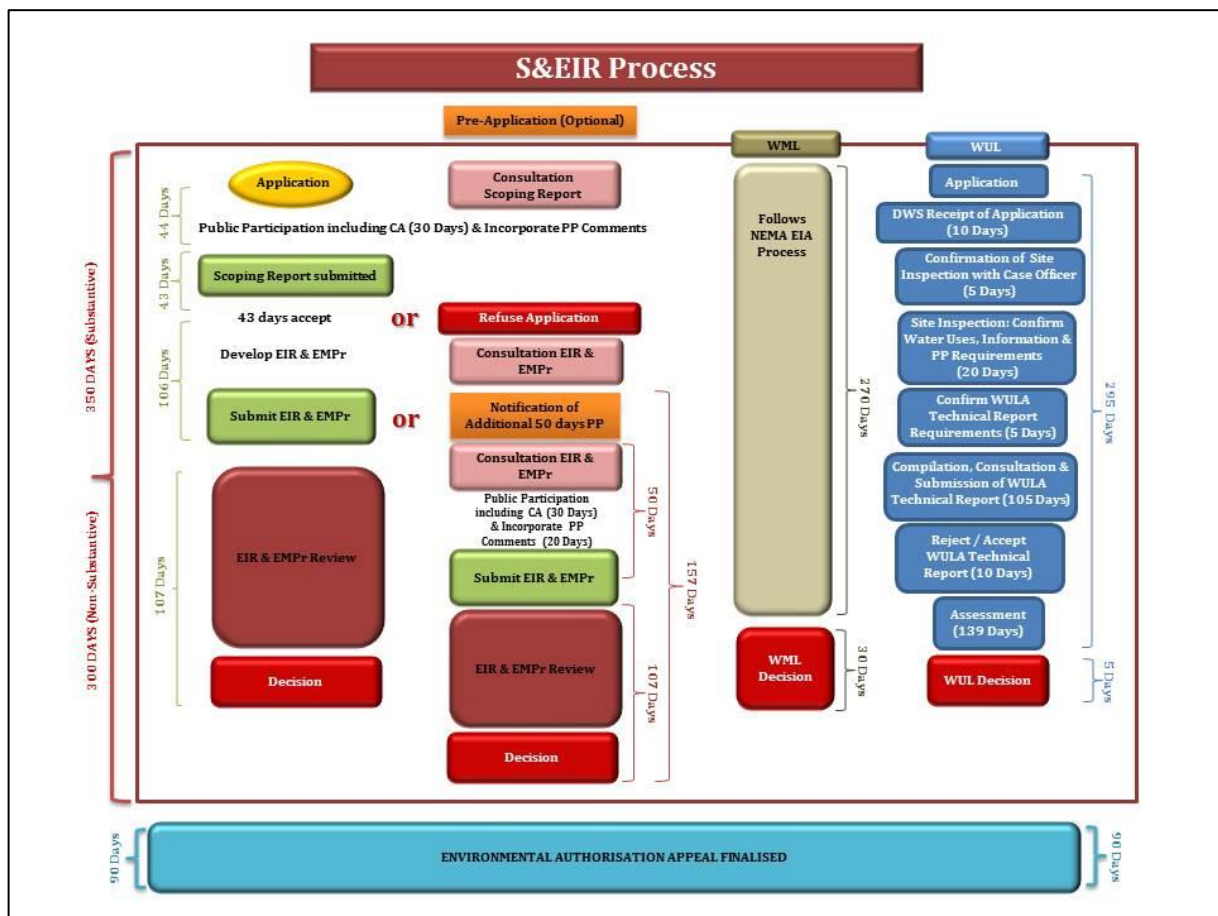 S&EIR Process
Pre-Application (Optional)
WML
WUL
350 DAYS (Substantive)
300 DAYS (Non-Substantive)
44 Days
43 Days
106 Days
107 Days
Application
Consultation
Scoping Report
Public Participation including CA (30 Days) & Incorporate PP Comments
Scoping Report submitted
43 days accept
or
Refuse Application
Develop EIR & EMPr
Consultation EIR &
EMPr
Submit EIR & EMPr
or
Notification of
Additional 50 days PP
Consultation EIR &
EMPr
Public Participation
including CA (30 Days)
& Incorporate PP
Comments (20 Days)
Submit EIR & EMPr
50 Days
157 Days
EIR & EMPr Review
Decision
EIR & EMPr Review
Decision
107 Days
Follows
NEMA EIA
Process
270 Days
WML
Decision
30 Days
Application
DWS Receipt of Application
(10 Days)
Confirmation of Site
Inspection with Case Officer
(5 Days)
Site Inspection: Confirm
Water Uses, Information &
PP Requirements
(20 Days)
Confirm WULA
Technical Report
Requirements (5 Days)
Compilation, Consultation &
Submission of WULA
Technical Report (105 Days)
Reject / Accept
WULA Technical
Report (10 Days)
Assessment
(139 Days)
295 Days
WUL Decision
5 Days
90 Days
ENVIRONMENTAL AUTHORISATION APPEAL FINALISED
90 Days